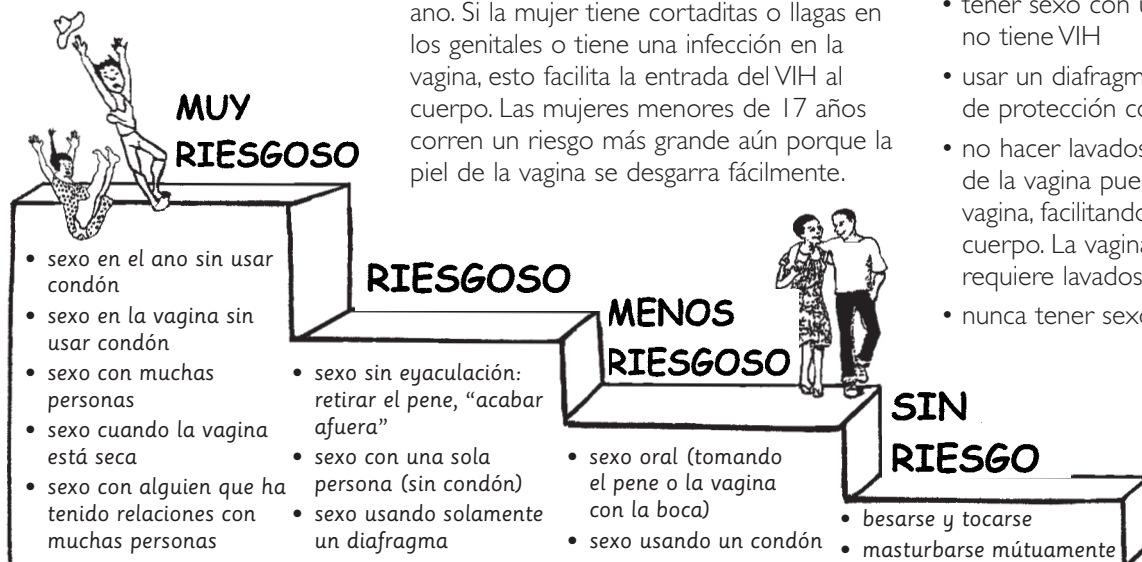 ano. Si la mujer tiene cortaditas o llagas en
los genitales o tiene una infección en la
vagina, esto facilita la entrada del VIH al
cuerpo. Las mujeres menores de 17 años
corren un riesgo más grande aún porque la
piel de la vagina se desgarra fácilmente.
• tener sexo con
no tiene VIH
• usar un
de protección
• no hacer lavados
de la vagina
vagina, facilitando
cuerpo. La vagina
requiere lavados
• nunca tener
MUY
RIESGOSO
• sexo en el ano sin usar
condón
• sexo en la vagina sin
usar condón
• sexo con muchas
personas
• sexo cuando la vagina
está seca
• sexo con alguien que ha
tenido relaciones con
muchas personas
RIESGOSO
• sexo sin eyaculación:
retirar el pene, “acabar
afuera”
• sexo con una sola
persona (sin condón)
• sexo usando solamente
un diafragma
MENOS
RIESGOSO
• sexo oral (tomando
el pene o la vagina
con la boca)
• sexo usando un condón
SIN
RIESGO
• besarse y tocarse
• masturbarse mútuamente